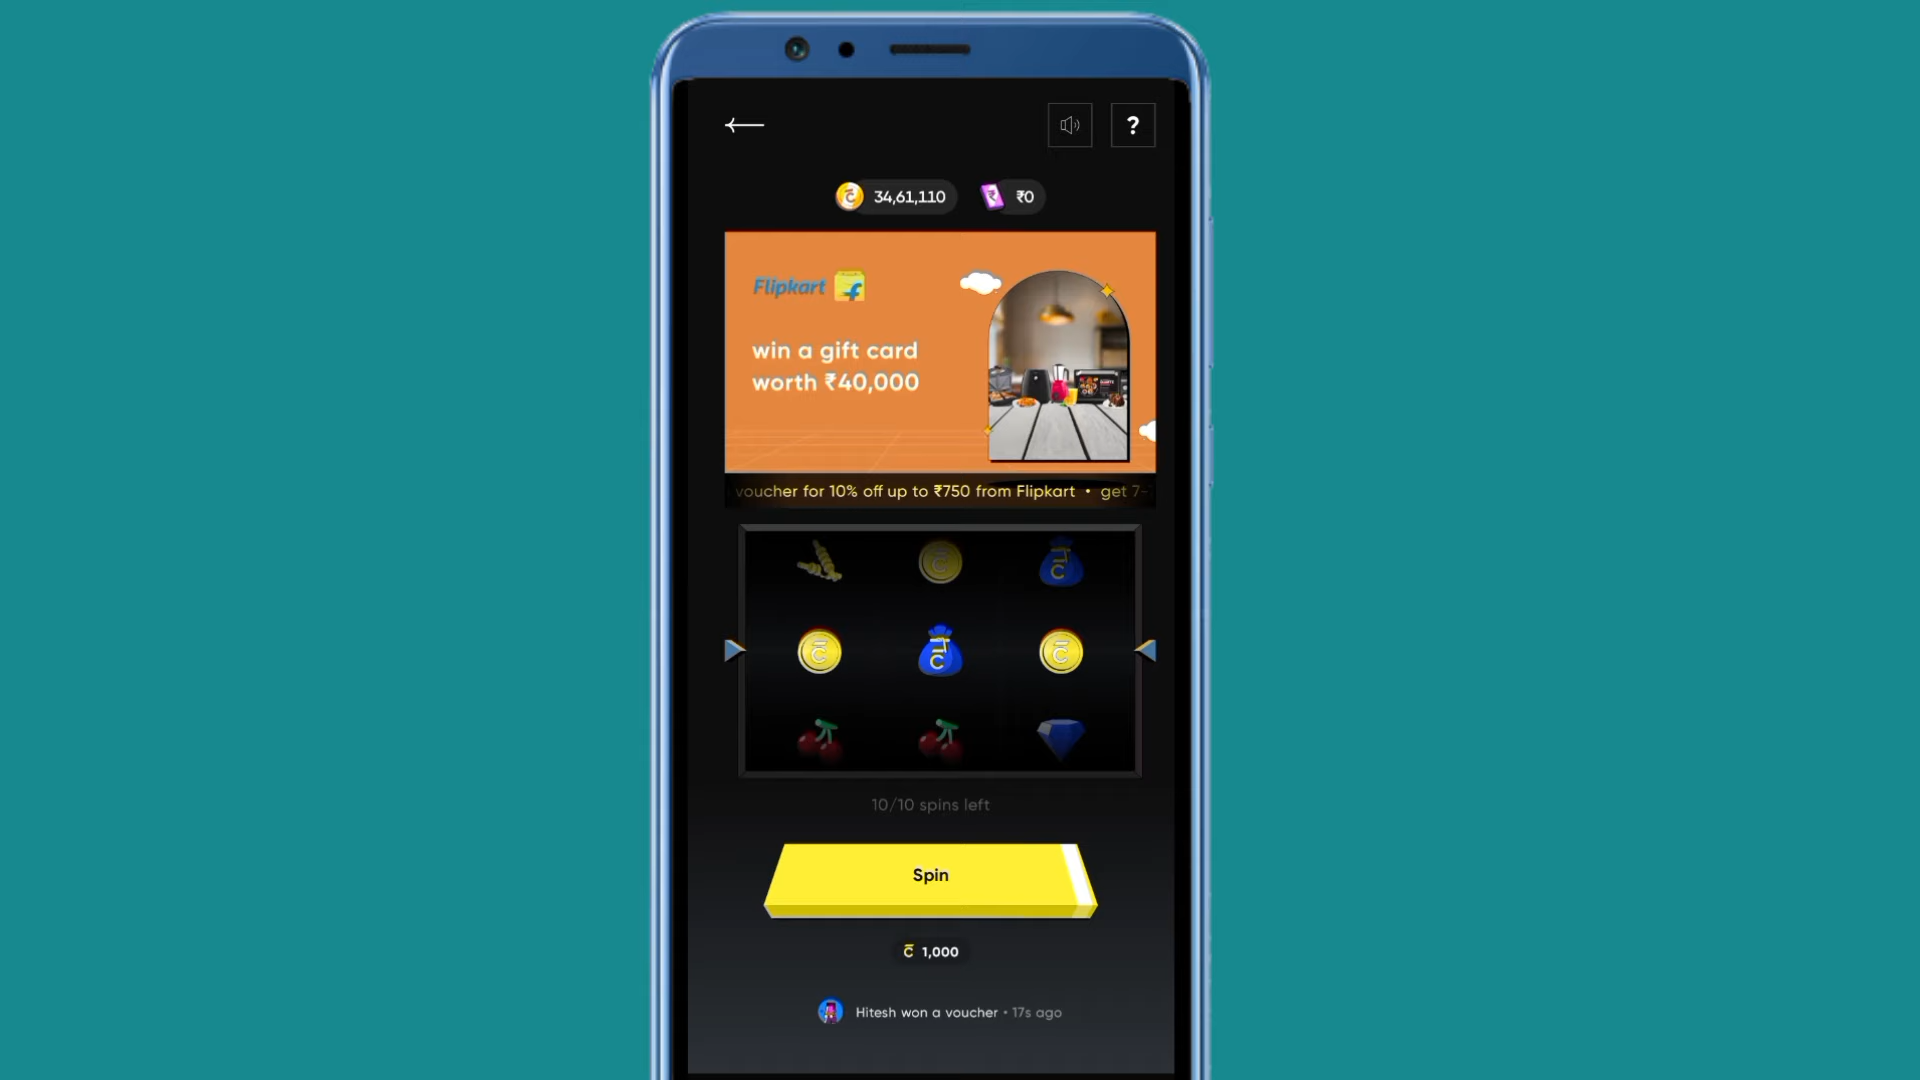 ?
34,61,110
₹0
Flipkart
win a gift card
worth ₹40,000
voucher for 10% off up to ₹750 from Flipkart • get 7-
10/10 spins left
Spin
1,000
Hitesh won a voucher • 17s ago